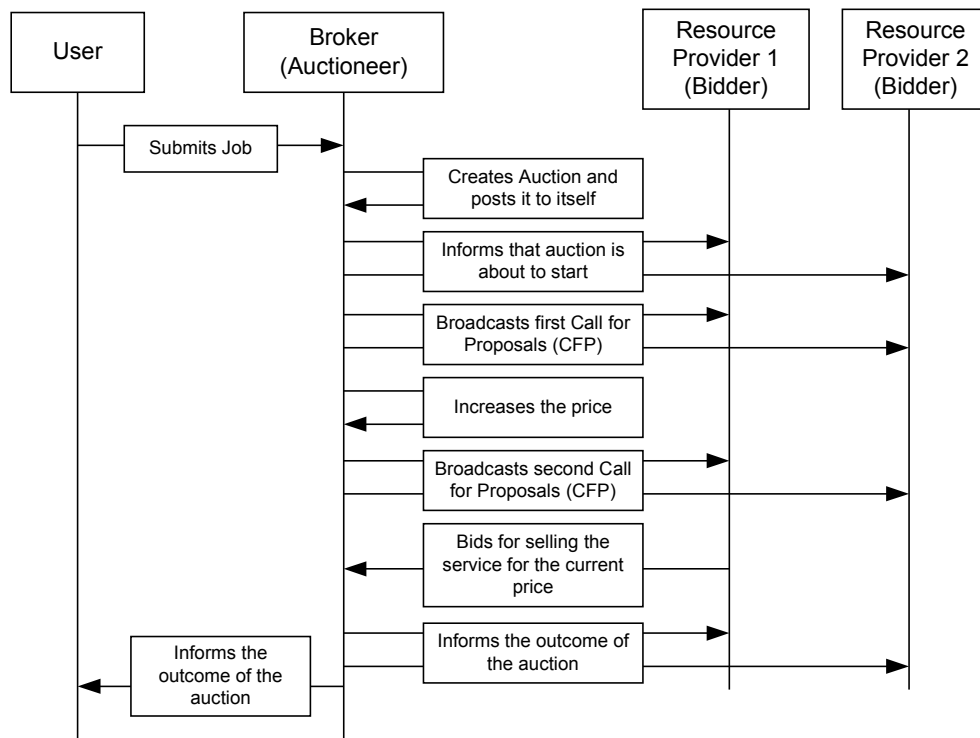 User
Broker
(Auctioneer)
Resource
Provider 1
(Bidder)
Resource
Provider 2
(Bidder)
Submits Job
Creates Auction and
posts it to itself
Informs that auction is
about to start
Broadcasts first Call for
Proposals (CFP)
Increases the price
Broadcasts second Call
for Proposals (CFP)
Bids for selling the
service for the current
price
Informs the outcome of
the auction
Informs the
outcome of the
auction